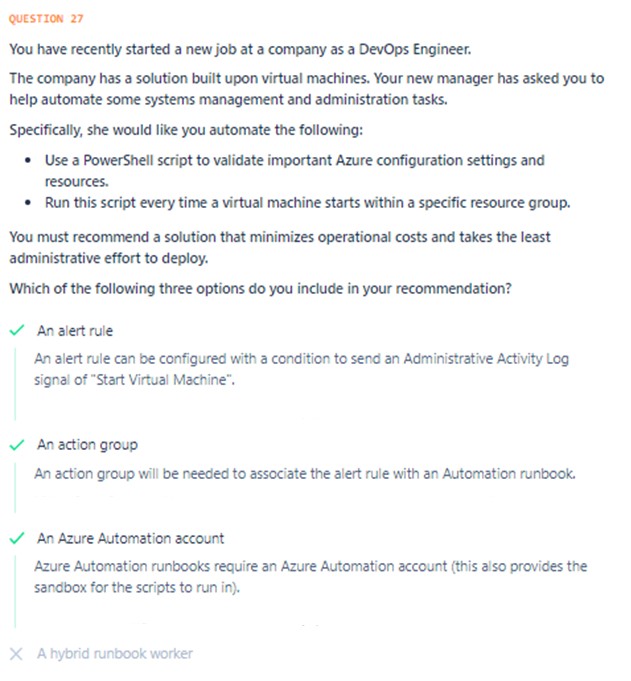 QUESTION 27
You have recently started a new job at a company as a DevOps Engineer.
The company has a solution built upon virtual machines. Your new manager has asked you to
help automate some systems management and administration tasks.
Specifically, she would like you automate the following:
• Use a PowerShell script to validate important Azure configuration settings and
resources.
• Run this script every time a virtual machine starts within a specific resource group.
You must recommend a solution that minimizes operational costs and takes the least
administrative effort to deploy.
Which of the following three options do you include in your recommendation?
An alert rule
An alert rule can be configured with a condition to send an Administrative Activity Log
signal of "Start Virtual Machine".
An action group
An action group will be needed to associate the alert rule with an Automation runbook.
An Azure Automation account
Azure Automation runbooks require an Azure Automation account (this also provides the
sandbox for the scripts to run in).
A hybrid runbook worker